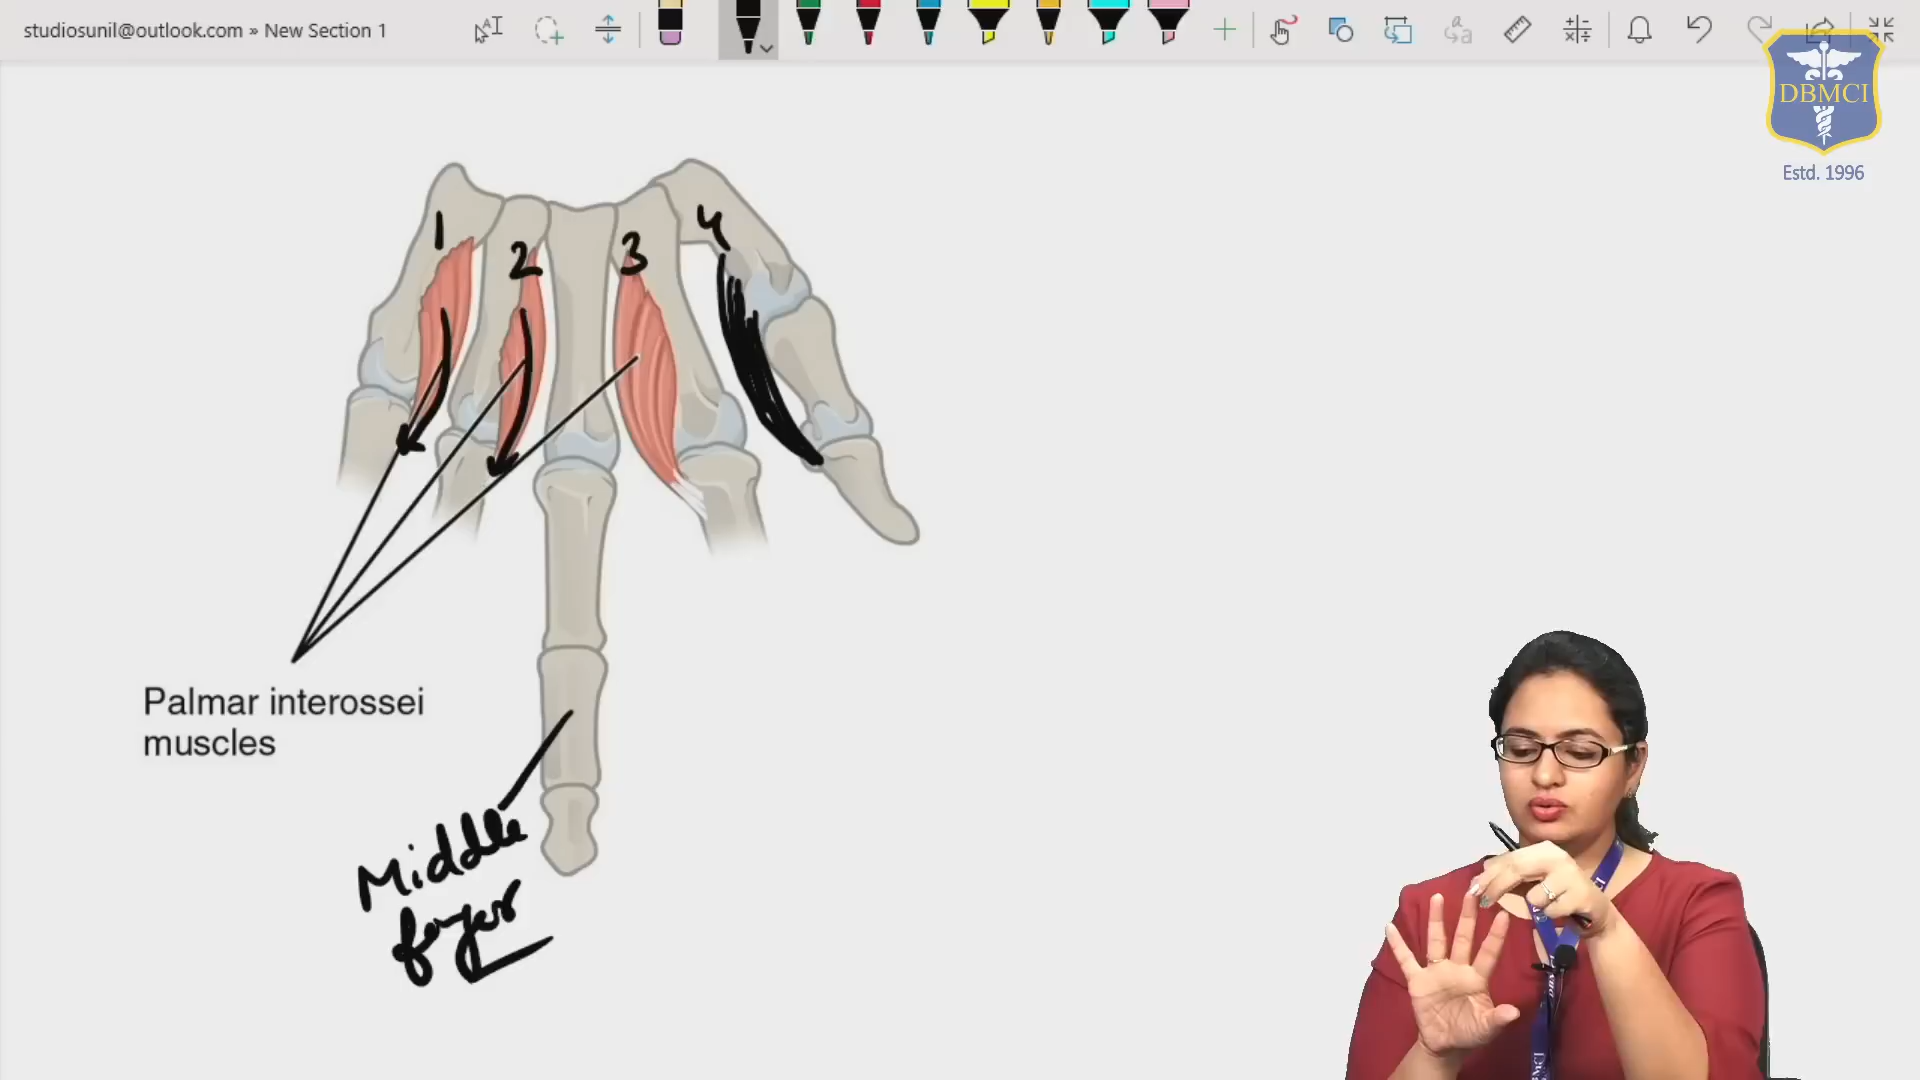 studiosunil@outlook.com » New Section 1
DBMCI
Estd. 1996
1
2
3
4
Palmar interossei
muscles
Middle
finger